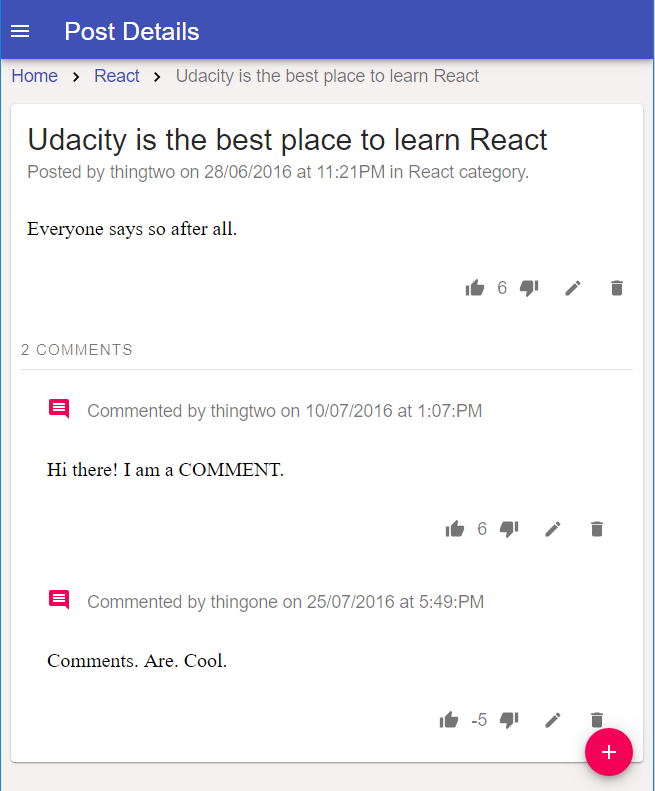 Post Details
Home > React > Udacity is the best place to learn React
Udacity is the best place to learn React
Posted by thingtwo on 28/06/2016 at 11:21PM in React category.
Everyone says so after all.
6
2 COMMENTS
Commented by thingtwo on 10/07/2016 at 1:07:PM
Hi there! I am a COMMENT.
6
Commented by thingone on 25/07/2016 at 5:49:PM
Comments. Are. Cool.
-5
+